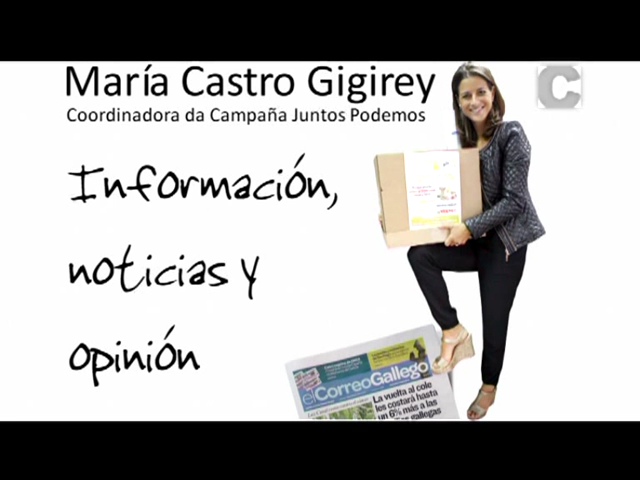 María Castro Gigirey
Coordinadora da Campaña Juntos Podemos
C
Información,
noticias y
opinión
elCorreoGallego
La vuelta al cole
les costará hasta
un 6% más a las
gallegas